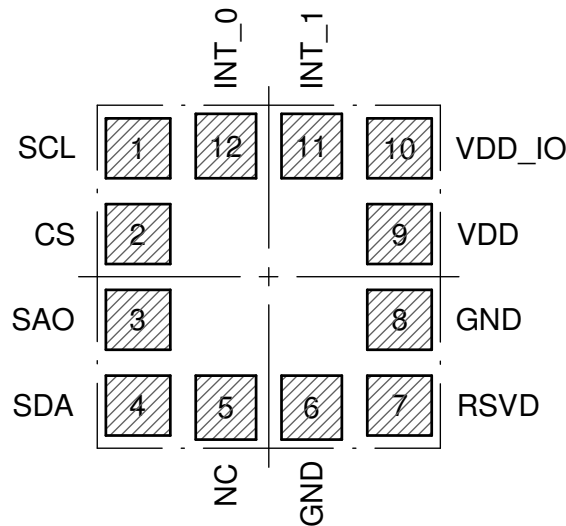 INT_0 INT_1
SCL 1 12 11 10 VDD_IO
CS 2 9 VDD
SAO 3 8 GND
SDA 4 5 6 7 RSVD
NC GND